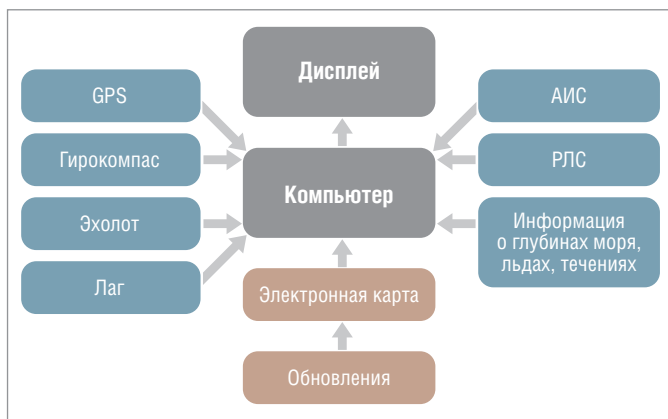 Дисплей
GPS
Гирокомпас
Эхолот
Лаг
Компьютер
АИС
РЛС
Информация
о глубинах моря,
льдах, течениях
Электронная карта
Обновления